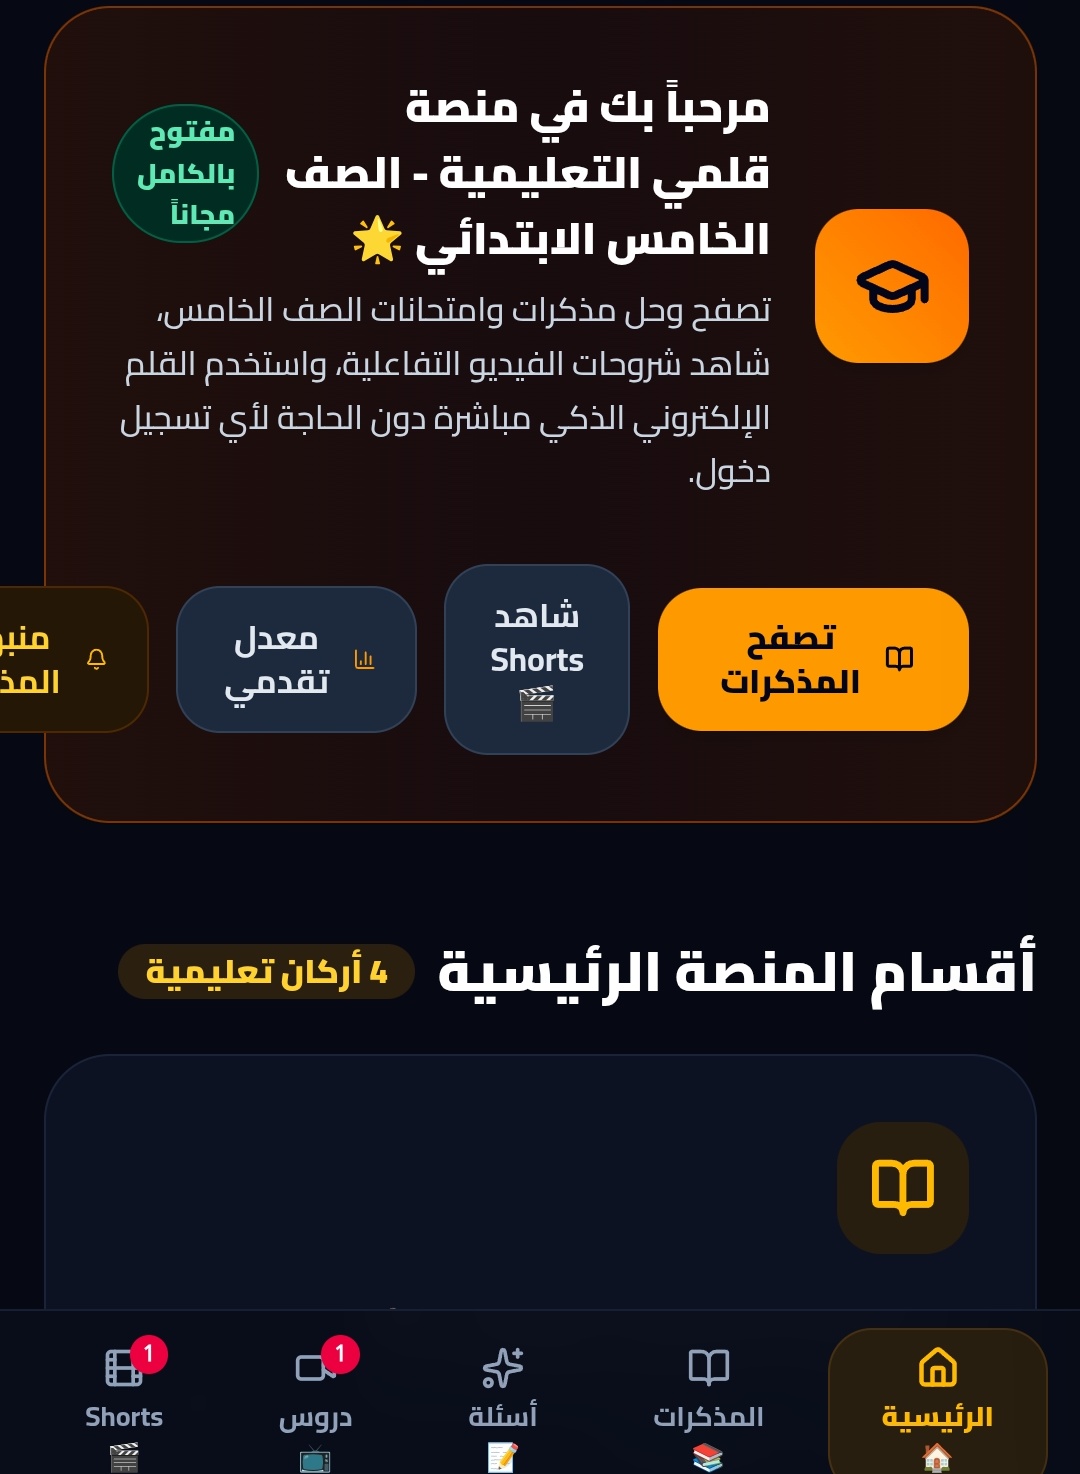 مرحباً بك في منصة
قلمي التعليمية - الصف
الخامس الابتدائي 🌟
مفتوح
بالكامل
مجاناً
تصفح وحل مذكرات وامتحانات الصف الخامس،
شاهد شروحات الفيديو التفاعلية، واستخدم القلم
الإلكتروني الذكي مباشرة دون الحاجة لأي تسجيل
دخول.
تصفح
المذكرات
شاهد
Shorts
🎬
معدل
تقدمي
أقسام المنصة الرئيسية
4 أركان تعليمية
الرئيسية
🏠
المذكرات
📚
أسئلة
📝
1
دروس
📺
1
Shorts
🎬